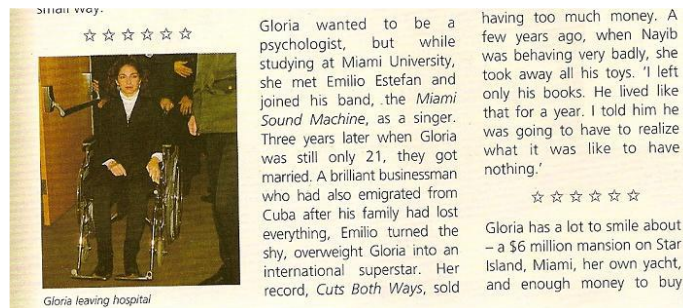 small way.
☆ ☆ ☆ ☆ ☆ ☆
Gloria leaving hospital
Gloria wanted to be a
psychologist, but while
studying at Miami University,
she met Emilio Estefan and
joined his band, the Miami
Sound Machine, as a singer.
Three years later when Gloria
was still only 21, they got
married. A brilliant businessman
who had also emigrated from
Cuba after his family had lost
everything, Emilio turned the
shy, overweight Gloria into an
international superstar. Her
record, Cuts Both Ways, sold
having too much money. A
few years ago, when Nayib
was behaving very badly, she
took away all his toys. 'I left
only his books. He lived like
that for a year. I told him he
was going to have to realize
what it was like to have
nothing.'
☆ ☆ ☆ ☆ ☆ ☆
Gloria has a lot to smile about
– a $6 million mansion on Star
Island, Miami, her own yacht,
and enough money to buy